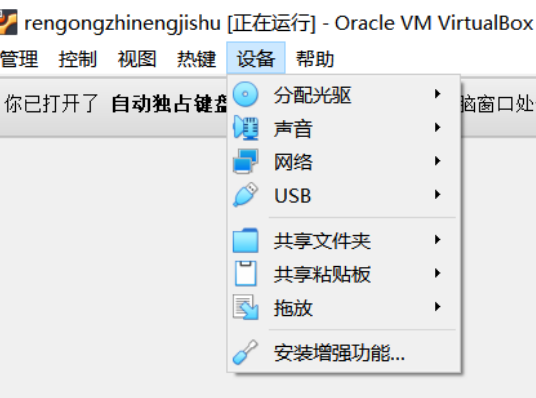 rengongzhinengjishu [正在运行] - Oracle VM VirtualBox
管理 控制 视图 热键 设备 帮助
你已打开了 自动独占键盘 脑窗口处
分配光驱
声音
网络
USB
共享文件夹
共享粘贴板
拖放
安装增强功能...